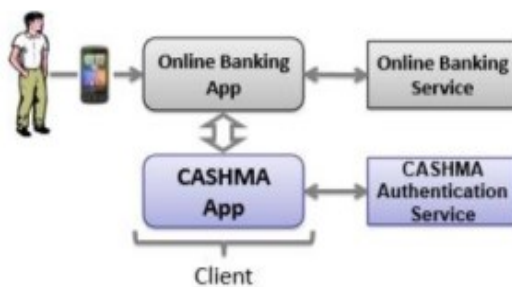 Online Banking
App
Online Banking
Service
CASHMA
App
CASHMA
Authentication
Service
Client